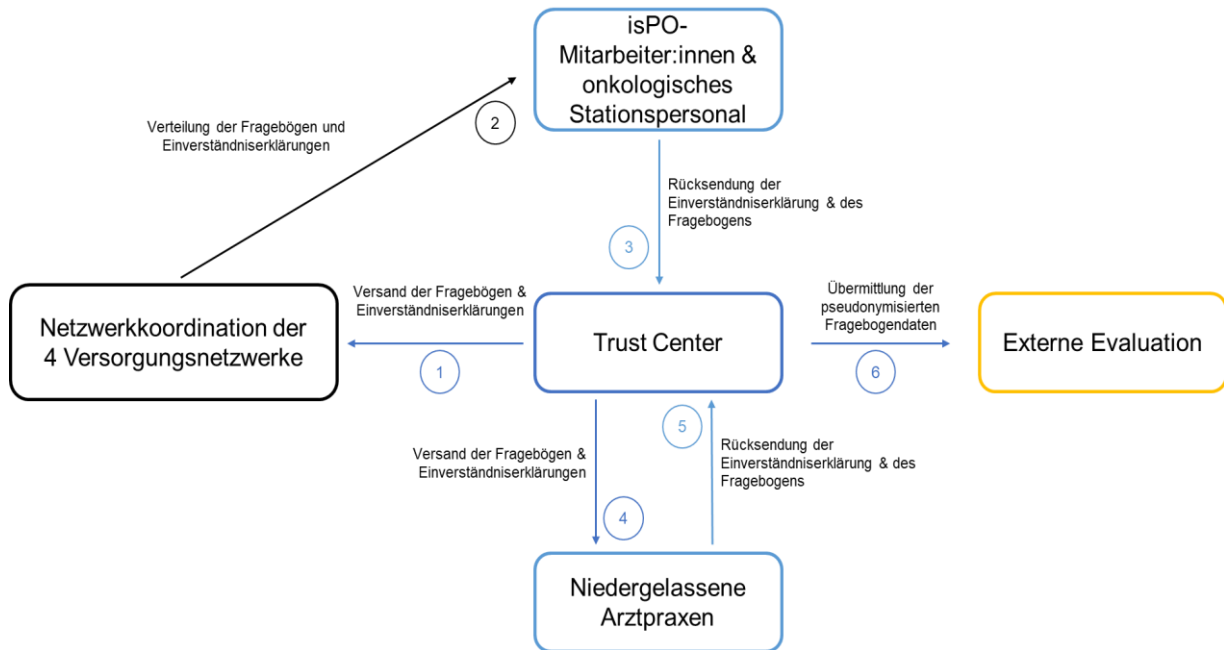 isPO-
Mitarbeiter:innen &
onkologisches
Stationspersonal
Verteilung der Fragebögen und
Einverständniserklärungen
2
Rücksendung der
Einverständniserklärung & des
Fragebogens
3
Netzwerkkoordination der
4 Versorgungsnetzwerke
Versand der Fragebögen &
Einverständniserklärungen
1
Trust Center
Übermittlung der
pseudonymisierten
Fragebogendaten
6
Externe Evaluation
Versand der Fragebögen &
Einverständniserklärungen
4
5
Rücksendung der
Einverständniserklärung & des
Fragebogens
Niedergelassene
Arztpraxen